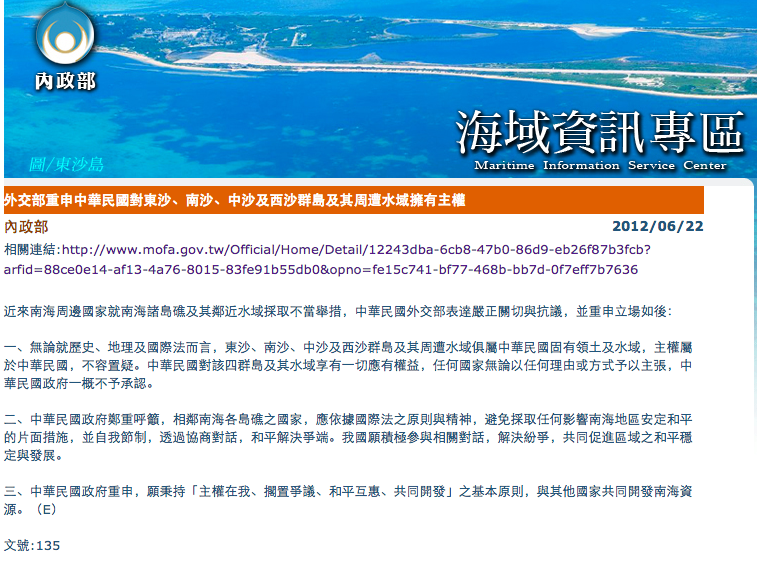 內政部
海域資訊專區
Maritime Information Service Center
圖/東沙島
外交部重申中華民國對東沙、南沙、中沙及西沙群島及其周遭水域擁有主權
內政部 2012/06/22
相關連結:http://www.mofa.gov.tw/Official/Home/Detail/12243dba-6cb8-47b0-86d9-eb26f87b3fcb?
arfid=88ce0e14-af13-4a76-8015-83fe91b55db0&opno=fe15c741-bf77-468b-bb7d-0f7eff7b7636
近來南海周邊國家就南海諸島礁及其鄰近水域採取不當舉措，中華民國外交部表達嚴正關切與抗議，並重申立場如後：
一、無論就歷史、地理及國際法而言，東沙、南沙、中沙及西沙群島及其周遭水域俱屬中華民國固有領土及水域，主權屬
於中華民國，不容置疑。中華民國對該四群島及其水域享有一切應有權益，任何國家無論以任何理由或方式予以主張，中
華民國政府一概不予承認。
二、中華民國政府鄭重呼籲，相鄰南海各島礁之國家，應依據國際法之原則與精神，避免採取任何影響南海地區安定和平
的片面措施，並自我節制，透過協商對話，和平解決爭端。我國願積極參與相關對話，解決紛爭，共同促進區域之和平穩
定與發展。
三、中華民國政府重申，願秉持「主權在我、擱置爭議、和平互惠、共同開發」之基本原則，與其他國家共同開發南海資
源。（E）
文號:135